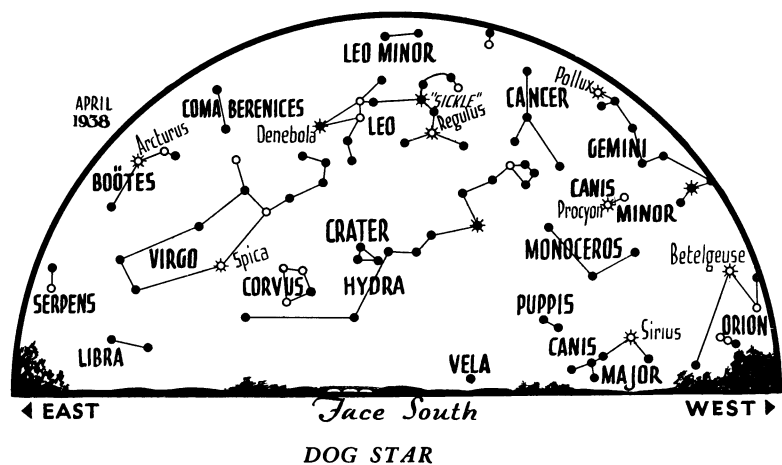 LEO MINOR
"SICKLE"
Pollux
APRIL
1938
COMA BERENICES
CANCER
Denebola
LEO
Regulus
Arcturus
GEMINI
BOÖTES
CANIS
MINOR
Procyon
CRATER
VIRGO
Spica
MONOCEROS
Betelgeuse
CORVUS
HYDRA
SERPENS
PUPPIS
ORION
Sirius
LIBRA
CANIS
MAJOR
VELA
EAST
Face South
WEST
DOG STAR